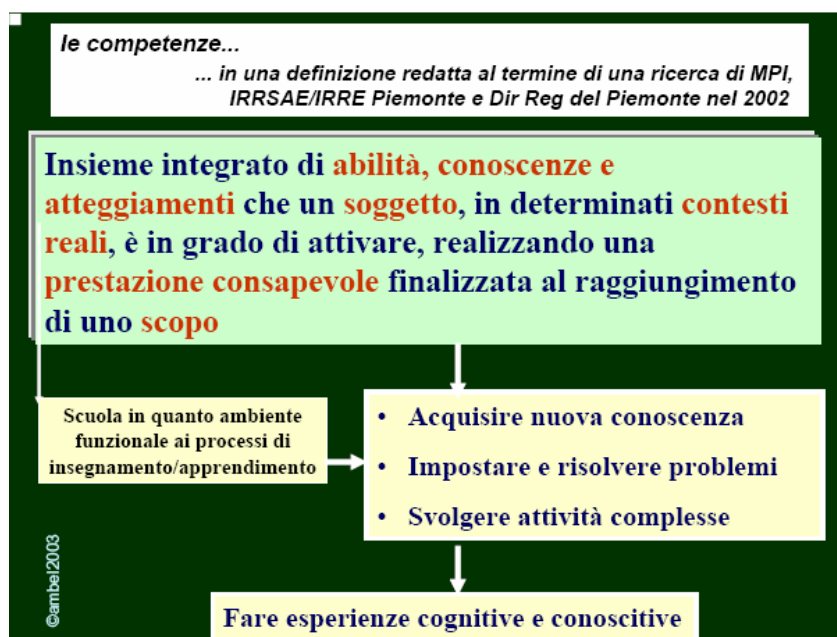 le competenze...
... in una definizione redatta al termine di una ricerca di MPI,
IRRSAE/IRRE Piemonte e Dir Reg del Piemonte nel 2002
Insieme integrato di abilità, conoscenze e
atteggiamenti che un soggetto, in determinati contesti
reali, è in grado di attivare, realizzando una
prestazione consapevole finalizzata al raggiungimento
di uno scopo
Scuola in quanto ambiente
funzionale ai processi di
insegnamento/apprendimento
• Acquisire nuova conoscenza
• Impostare e risolvere problemi
• Svolgere attività complesse
Fare esperienze cognitive e conoscitive
©ambel2003